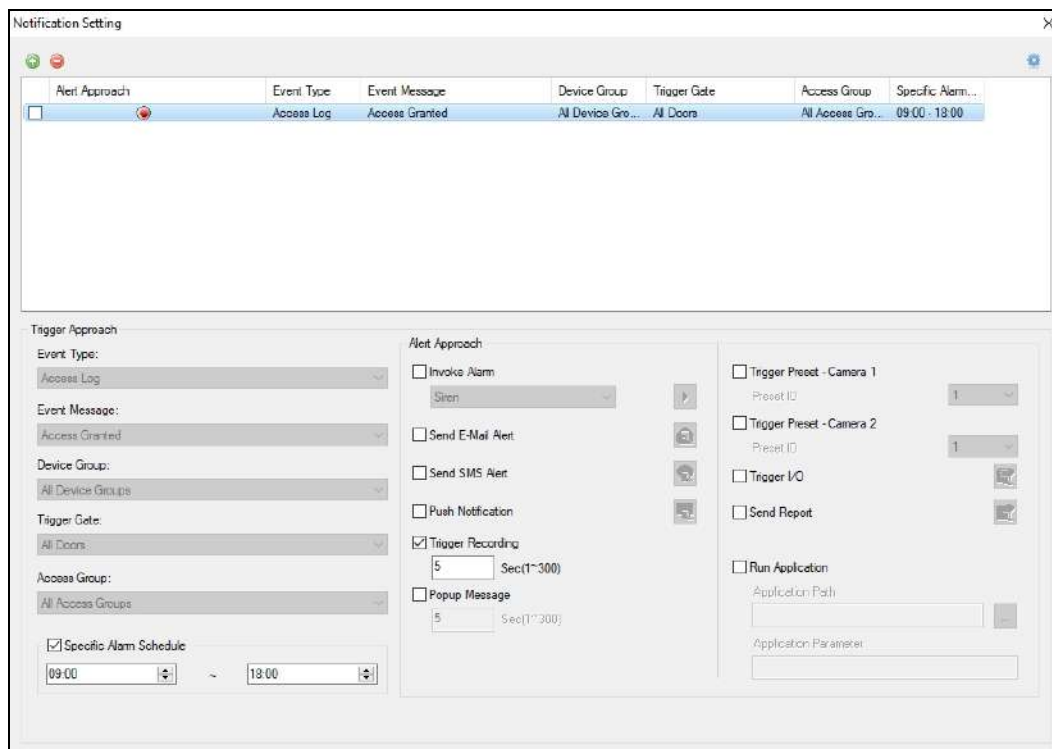 Notification Setting
Alert Approach Event Type Event Message Device Group Trigger Gate Access Group Specific Alarm...
Access Log Access Granted All Device Gro... All Doors All Access Gro... 09:00 - 18:00
Trigger Approach
Event Type:
Access Log
Event Message:
Access Granted
Device Group:
All Device Groups
Trigger Gate:
All Doors
Access Group:
All Access Groups
Specific Alarm Schedule
09:00 ~ 18:00
Alert Approach
Invoke Alarm
Siren
Send E-Mail Alert
Send SMS Alert
Push Notification
Trigger Recording
5 Sec(1~300)
Popup Message
5 Sec(1~300)
Trigger Preset - Camera 1
Preset ID 1
Trigger Preset - Camera 2
Preset ID 1
Trigger I/O
Send Report
Run Application
Application Path
...
Application Parameter